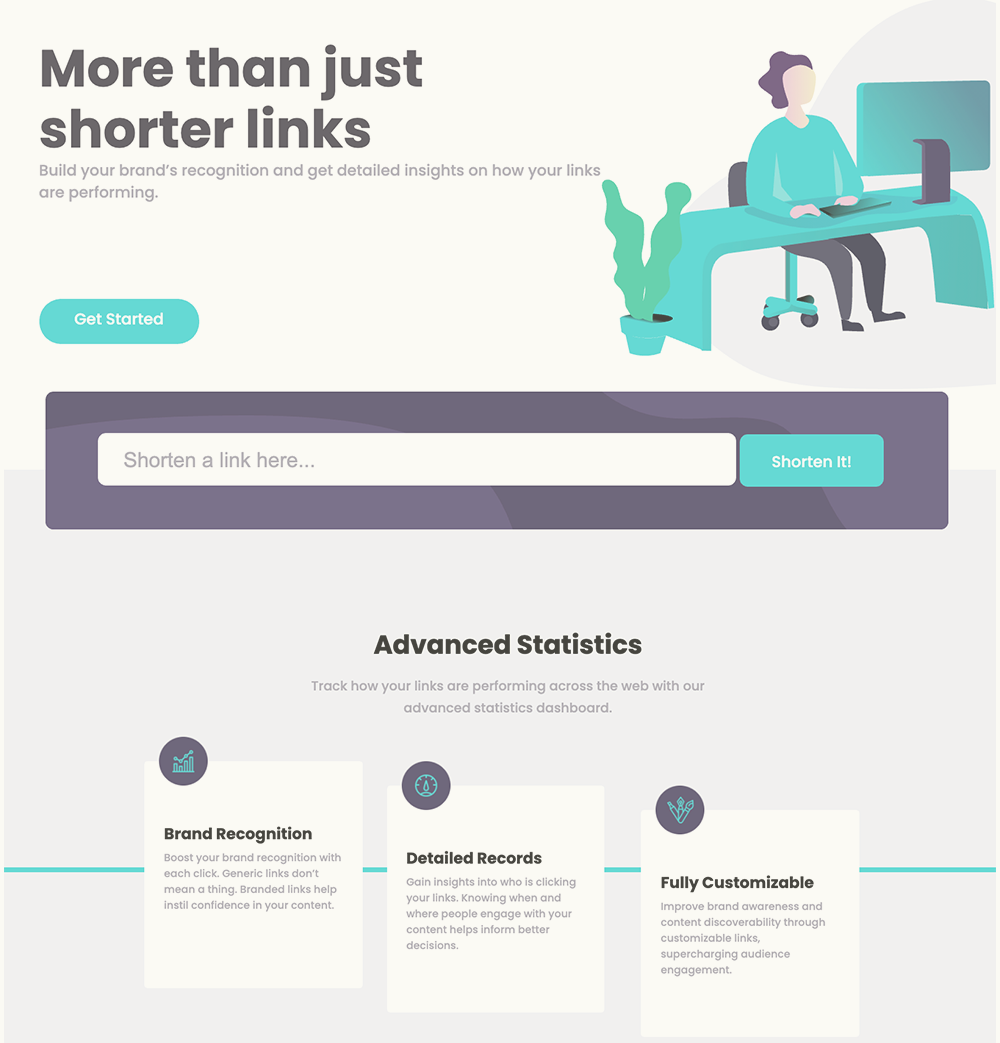 More than just
shorter links
Build your brand’s recognition and get detailed insights on how your links
are performing.
Get Started
Shorten a link here...
Shorten It!
Advanced Statistics
Track how your links are performing across the web with our
advanced statistics dashboard.
Brand Recognition
Boost your brand recognition with
each click. Generic links don’t
mean a thing. Branded links help
instil confidence in your content.
Detailed Records
Gain insights into who is clicking
your links. Knowing when and
where people engage with your
content helps inform better
decisions.
Fully Customizable
Improve brand awareness and
content discoverability through
customizable links,
supercharging audience
engagement.